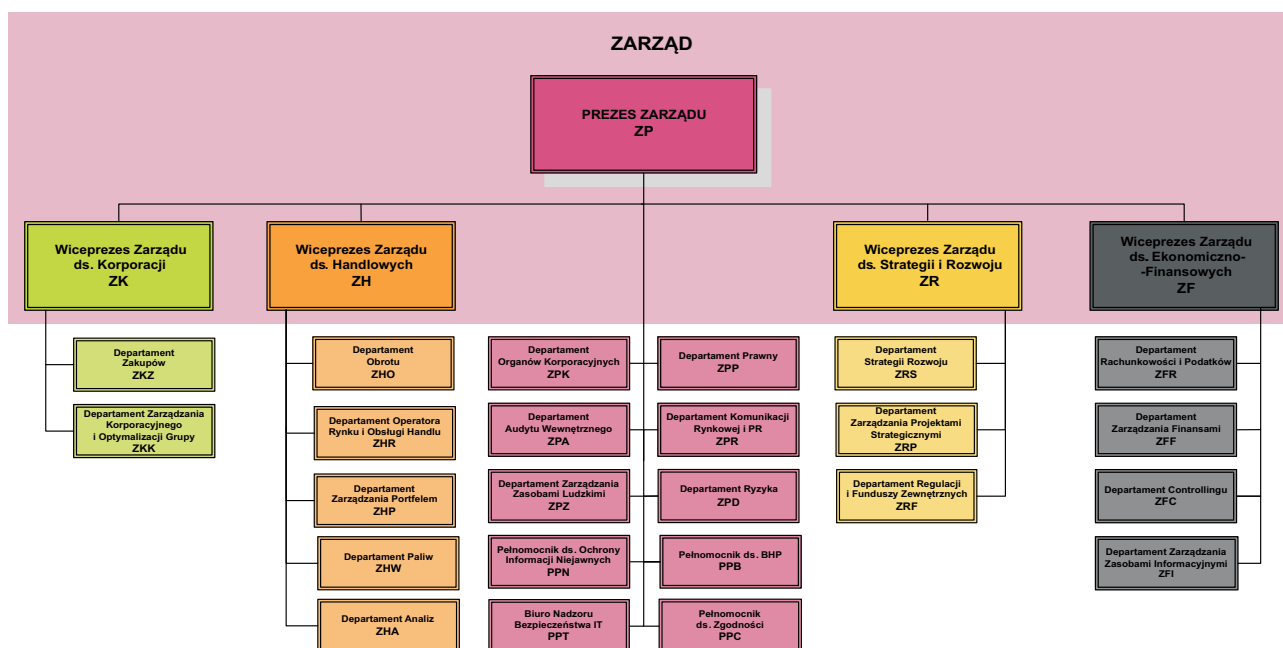 ZARZĄD
PREZES ZARZĄDU
ZP
Wiceprezes Zarządu
ds. Korporacji
ZK
Wiceprezes Zarządu
ds. Handlowych
ZH
Wiceprezes Zarządu
ds. Strategii i Rozwoju
ZR
Wiceprezes Zarządu
ds. Ekonomiczno-
-Finansowych
ZF
Departament
Zakupów
ZKZ
Departament Zarządzania
Korporacyjnego
i Optymalizacji Grupy
ZKK
Departament
Obrotu
ZHO
Departament Operatora
Rynku i Obsługi Handlu
ZHR
Departament
Zarządzania Portfelem
ZHP
Departament Paliw
ZHW
Departament Analiz
ZHA
Departament
Organów Korporacyjnych
ZPK
Departament
Audytu Wewnętrznego
ZPA
Departament Zarządzania
Zasobami Ludzkimi
ZPZ
Pełnomocnik ds. Ochrony
Informacji Niejawnych
PPN
Biuro Nadzoru
Bezpieczeństwa IT
PPT
Departament Prawny
ZPP
Departament Komunikacji
Rynkowej i PR
ZPR
Departament Ryzyka
ZPD
Pełnomocnik ds. BHP
PPB
Pełnomocnik
ds. Zgodności
PPC
Departament
Strategii Rozwoju
ZRS
Departament
Zarządzania Projektami
Strategicznymi
ZRP
Departament Regulacji
i Funduszy Zewnętrznych
ZRF
Departament
Rachunkowości i Podatków
ZFR
Departament
Zarządzania Finansami
ZFF
Departament Controllingu
ZFC
Departament Zarządzania
Zasobami Informacyjnymi
ZFI